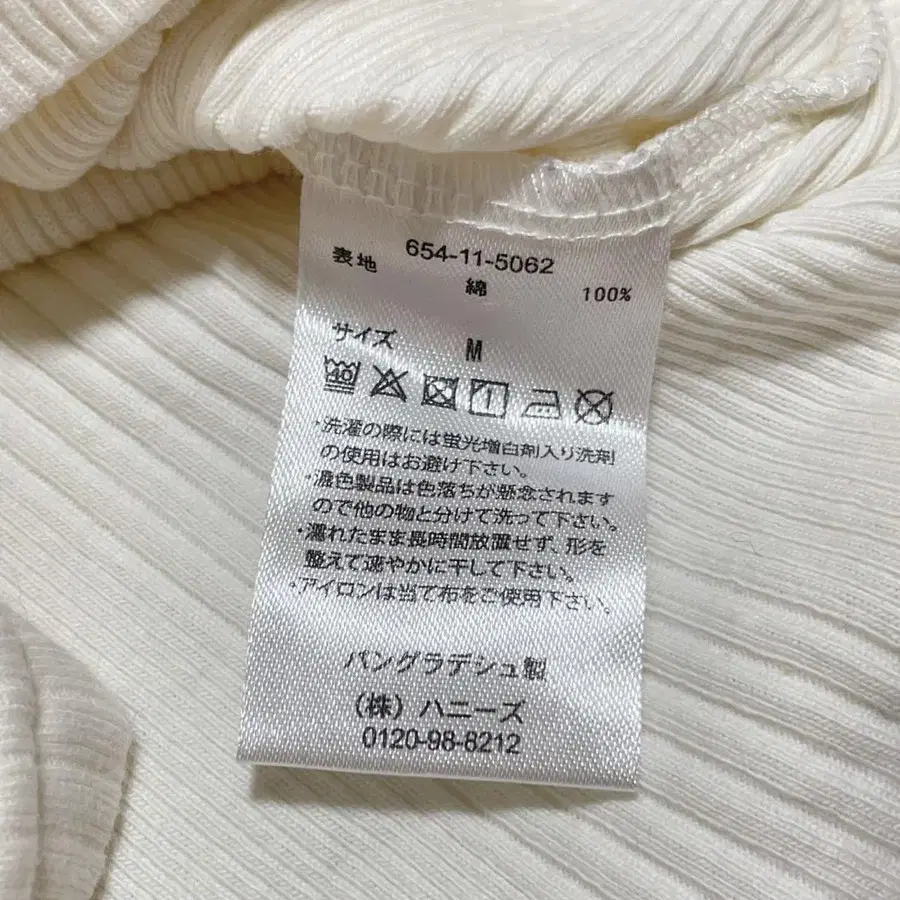 654-11-5062
表地 綿 100%
サイズ M
40 1
・洗濯の際には蛍光増白剤入り洗剤
の使用はお避け下さい。
・濃色製品は色落ちが懸念されます
ので他の物と分けて洗って下さい。
・濡れたまま長時間放置せず、形を
整えて速やかに干して下さい。
・アイロンは当て布をご使用下さい。
バングラデシュ製
（株）ハニーズ
0120-98-8212